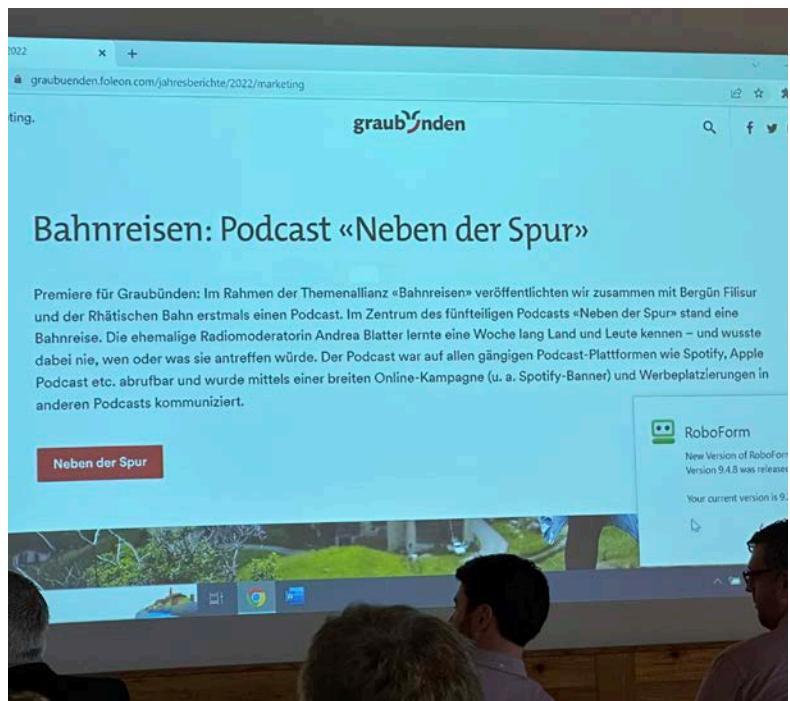 2022
graubuenden.foleon.com/jahresberichte/2022/marketing
ting.
graubünden
Bahnreisen: Podcast «Neben der Spur»
Premiere für Graubünden: Im Rahmen der Themenallianz «Bahnreisen» veröffentlichten wir zusammen mit Bergün Filisur
und der Rhätischen Bahn erstmals einen Podcast. Im Zentrum des fünfteiligen Podcasts «Neben der Spur» stand eine
Bahnreise. Die ehemalige Radiomoderatorin Andrea Blatter lernte eine Woche lang Land und Leute kennen – und wusste
dabei nie, wen oder was sie antreffen würde. Der Podcast war auf allen gängigen Podcast-Plattformen wie Spotify, Apple
Podcast etc. abrufbar und wurde mittels einer breiten Online-Kampagne (u. a. Spotify-Banner) und Werbeplatzierungen in
anderen Podcasts kommuniziert.
Neben der Spur
RoboForm
New Version of RoboForm
Version 9.4.8 was released
Your current version is 9.